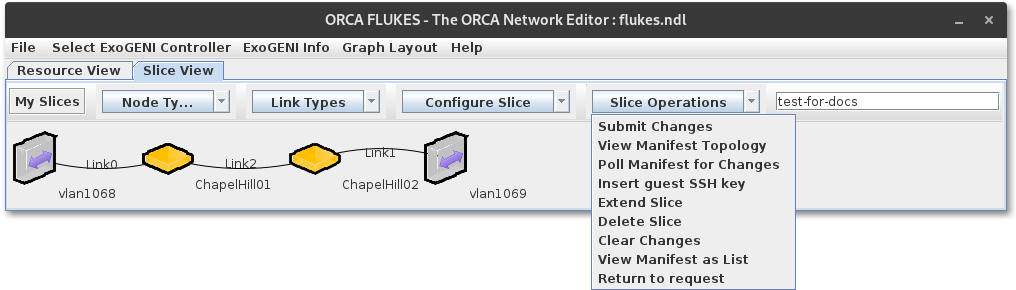 ORCA FLUKES - The ORCA Network Editor : flukes.ndl
File Select ExoGENI Controller ExoGENI Info Graph Layout Help
Resource View Slice View
My Slices Node Ty... Link Types Configure Slice Slice Operations test-for-docs
Submit Changes
View Manifest Topology
Poll Manifest for Changes
Insert guest SSH key
Extend Slice
Delete Slice
Clear Changes
View Manifest as List
Return to request
Link0 Link2 Link1
vlan1068 ChapelHill01 ChapelHill02 vlan1069